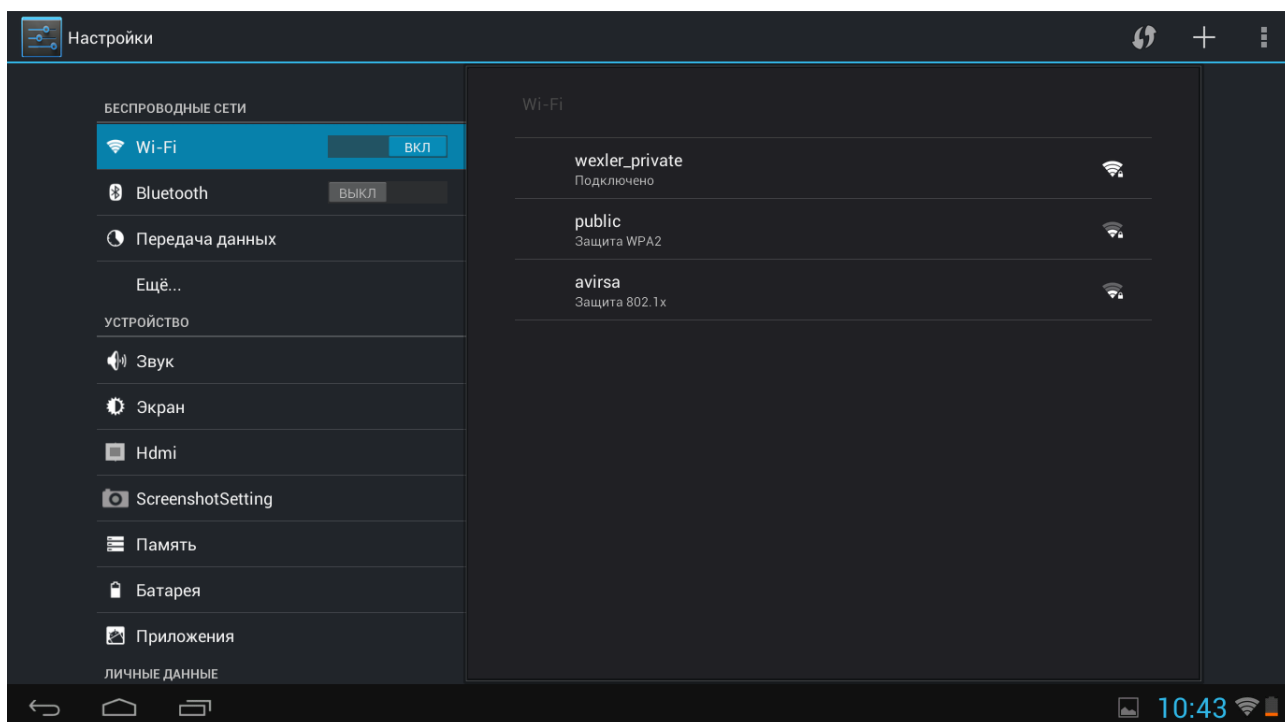 Настройки
БЕСПРОВОДНЫЕ СЕТИ
Wi-Fi
ВКЛ
Bluetooth
ВЫКЛ
Передача данных
Ещё...
УСТРОЙСТВО
Звук
Экран
Hdmi
ScreenshotSetting
Память
Батарея
Приложения
ЛИЧНЫЕ ДАННЫЕ
Wi-Fi
wexler_private
Подключено
public
Защита WPA2
avirsa
Защита 802.1x
10:43